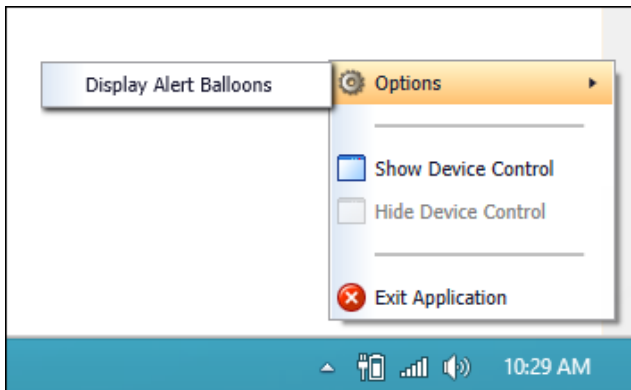 Display Alert Balloons
Options
Show Device Control
Hide Device Control
Exit Application
10:29 AM